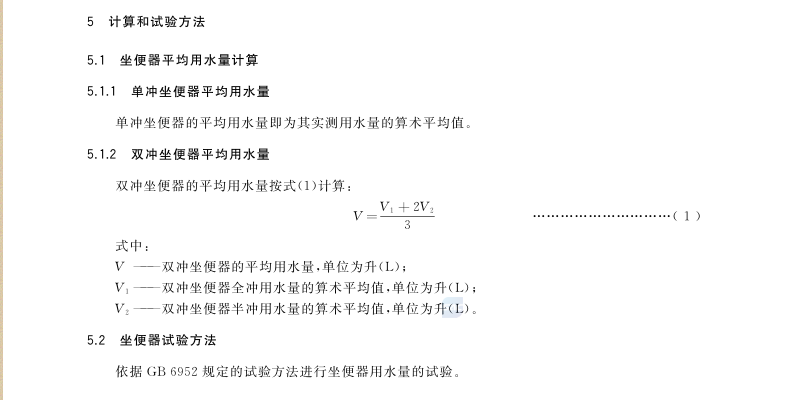 5 计算和试验方法
5.1 坐便器平均用水量计算
5.1.1 单冲坐便器平均用水量
单冲坐便器的平均用水量即为其实测用水量的算术平均值。
5.1.2 双冲坐便器平均用水量
双冲坐便器的平均用水量按式(1)计算：
V=(V₁+2V₂)/3 …………………………(1)
式中：
V ——双冲坐便器的平均用水量,单位为升(L)；
V₁——双冲坐便器全冲用水量的算术平均值,单位为升(L)；
V₂——双冲坐便器半冲用水量的算术平均值,单位为升(L)。
5.2 坐便器试验方法
依据 GB 6952 规定的试验方法进行坐便器用水量的试验。